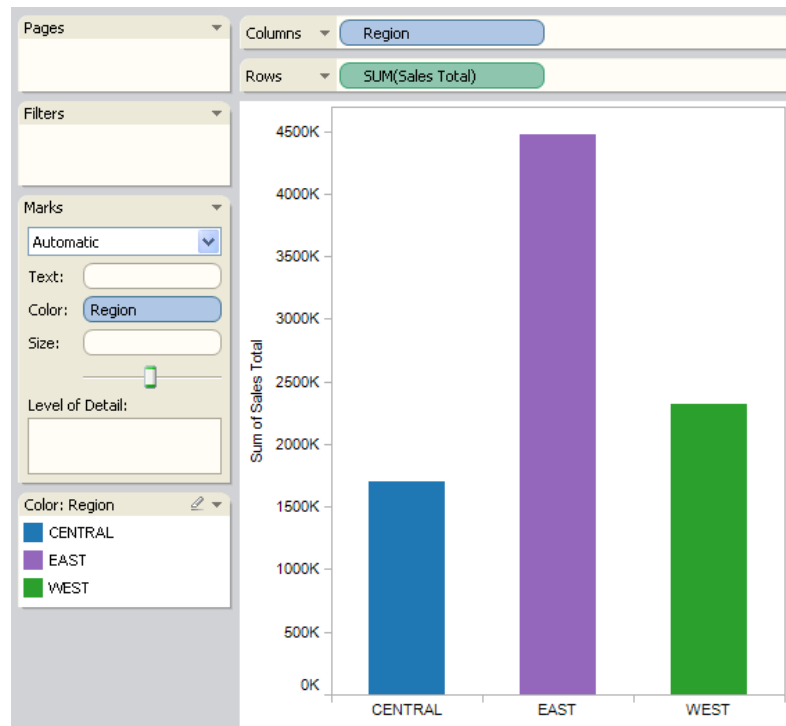 Pages
Filters
Marks
Automatic
Text:
Color: Region
Size:
Level of Detail:
Color: Region
CENTRAL
EAST
WEST
Columns Region
Rows SUM(Sales Total)
Sum of Sales Total
4500K
4000K
3500K
3000K
2500K
2000K
1500K
1000K
500K
0K
CENTRAL EAST WEST